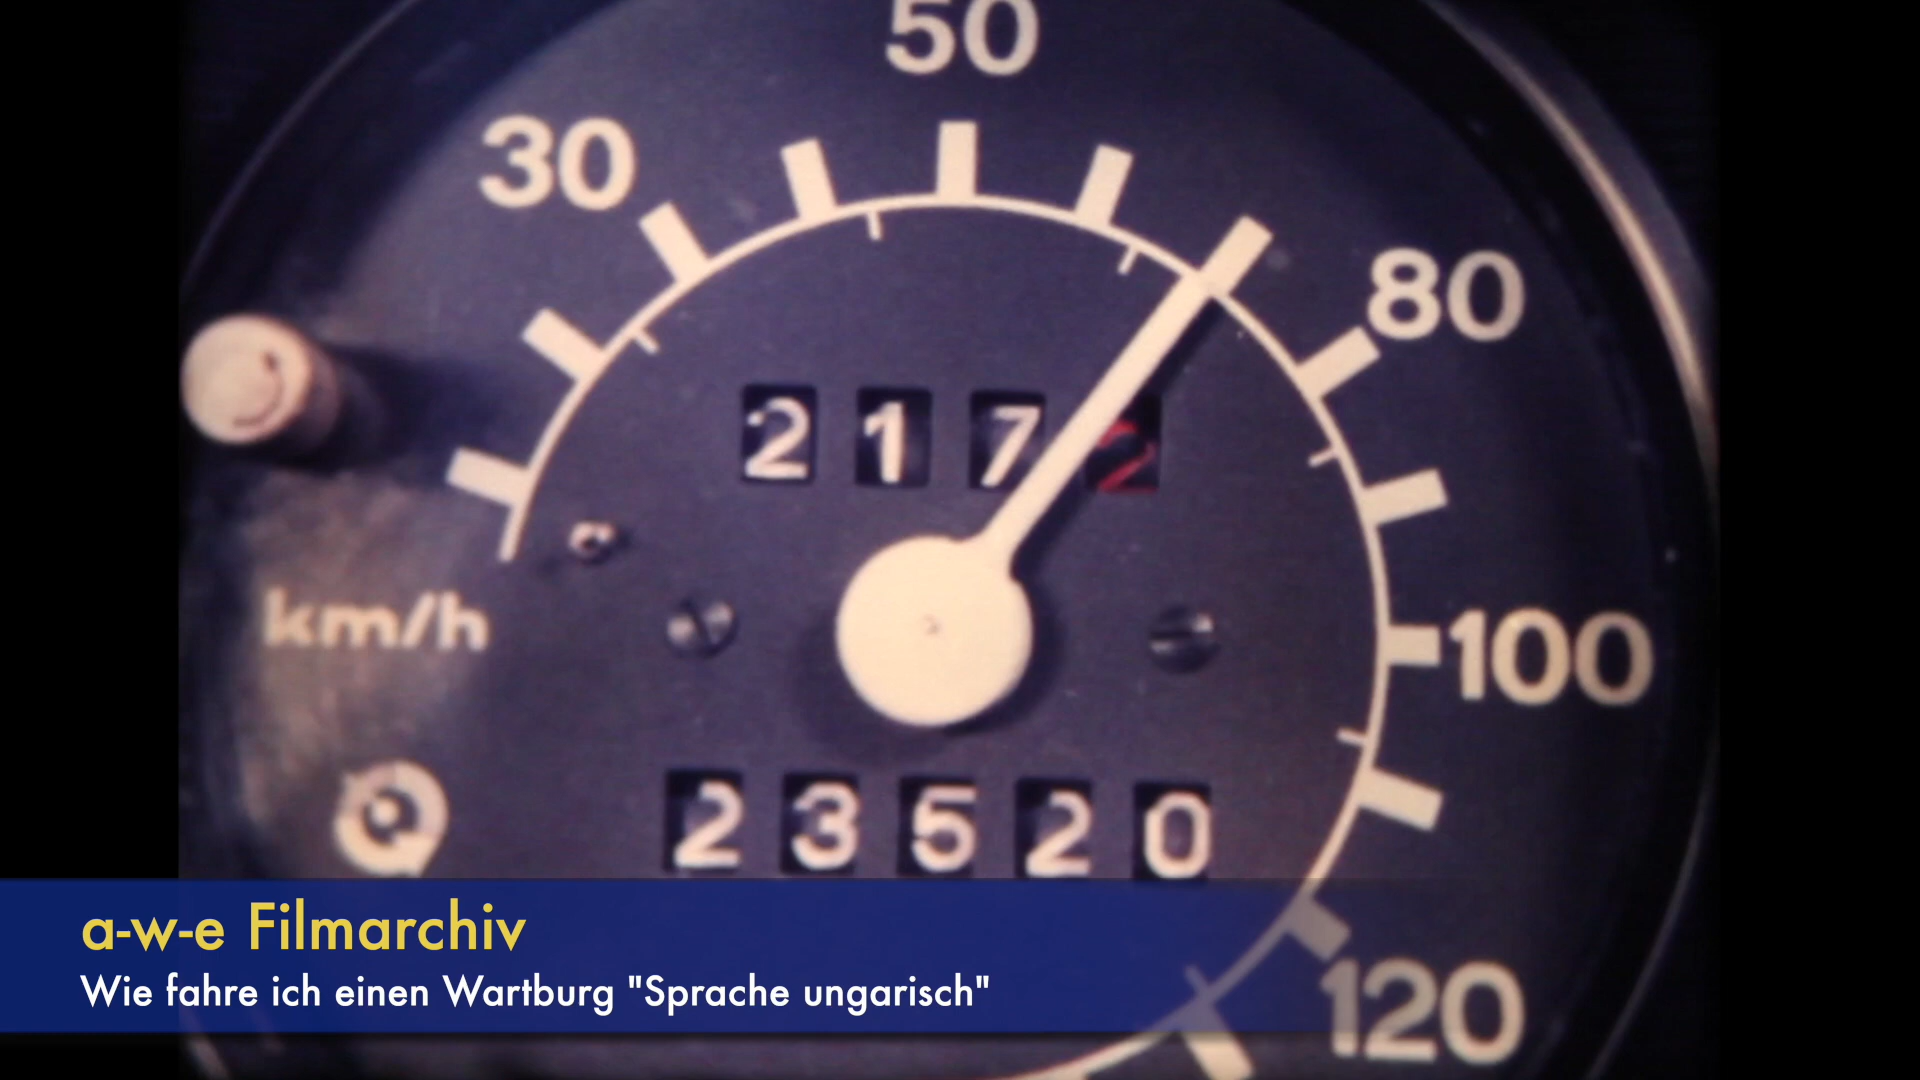 50
30
80
2172
100
km/h
23520
120
a-w-e Filmarchiv
Wie fahre ich einen Wartburg "Sprache ungarisch"